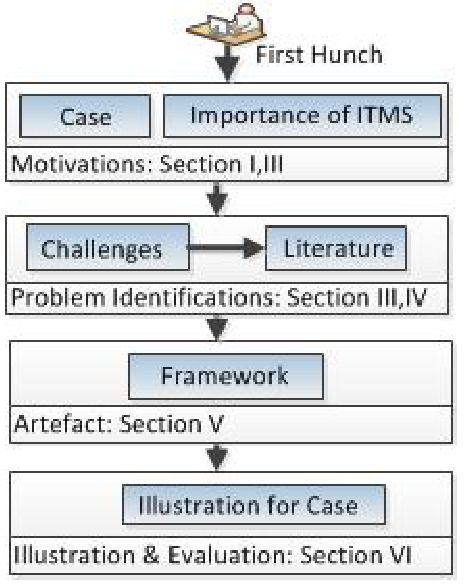 First Hunch
Case
Importance of ITMS
Motivations: Section I,III
Challenges
Literature
Problem Identifications: Section III,IV
Framework
Artefact: Section V
Illustration for Case
Illustration & Evaluation: Section VI